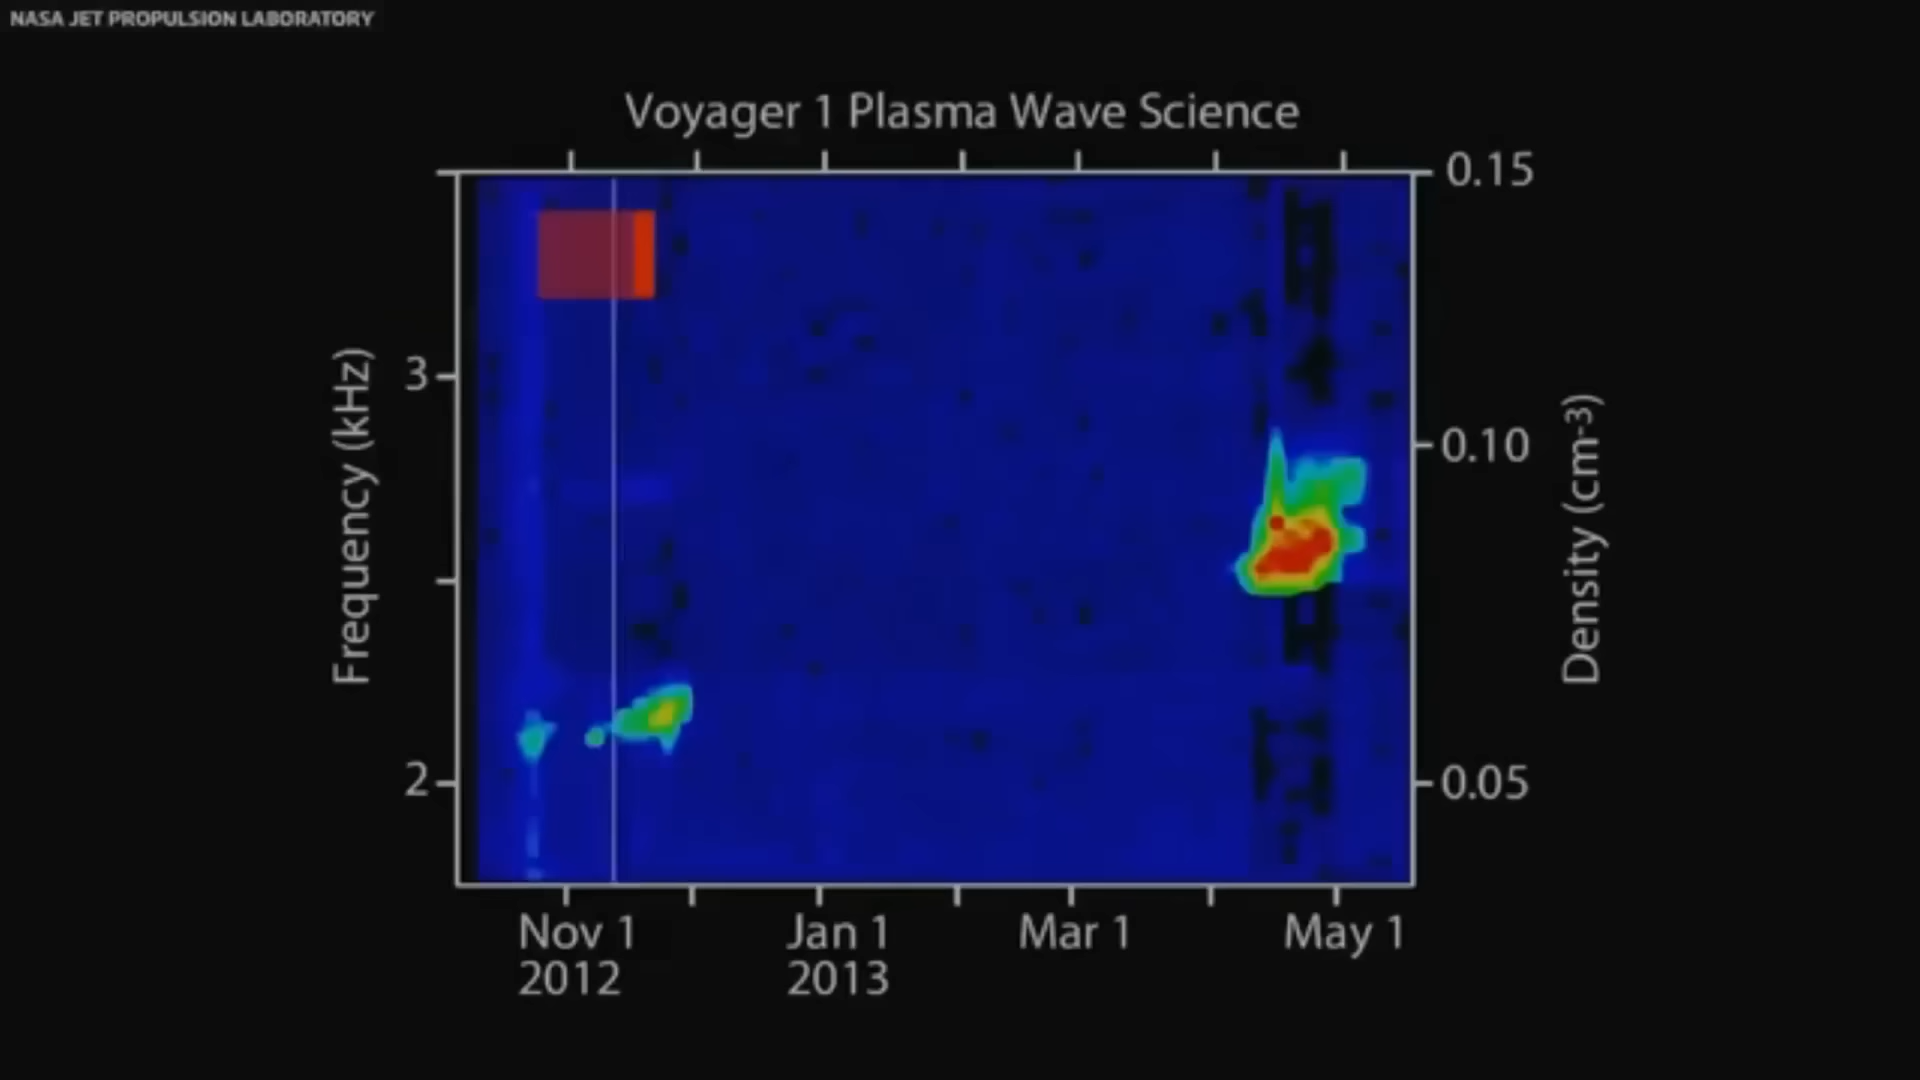 NASA JET PROPULSION LABORATORY
Voyager 1 Plasma Wave Science
0.15
3
0.10
Frequency (kHz)
Density (cm-3)
2
0.05
Nov 1 Jan 1 Mar 1 May 1
2012 2013